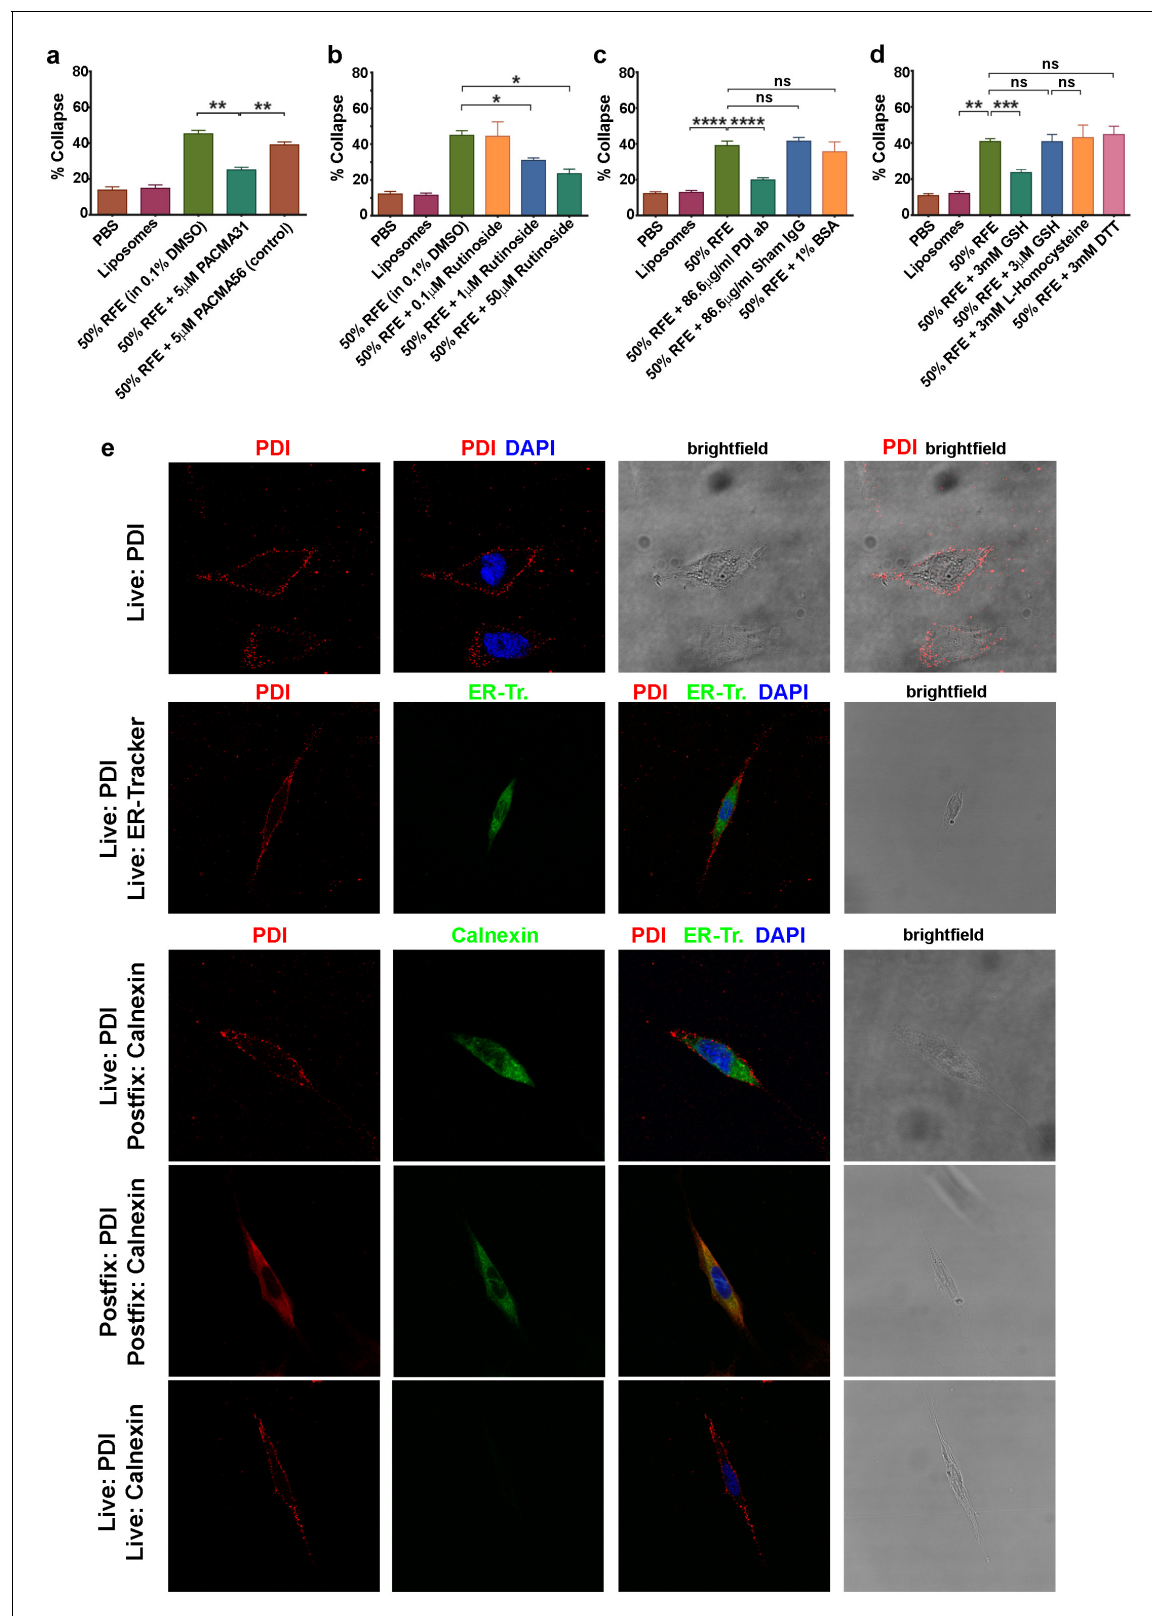 a
% Collapse
80
60
40
20
0
** **
PBS
Liposomes
50% RFE (in 0.1% DMSO)
50% RFE + 5µM PACMA31
50% RFE + 5µM PACMA56 (control)
b
% Collapse
80
60
40
20
0
*
*
PBS
Liposomes
50% RFE (in 0.1% DMSO)
50% RFE + 0.1µM Rutinoside
50% RFE + 1µM Rutinoside
50% RFE + 50µM Rutinoside
c
% Collapse
80
60
40
20
0
ns
ns
**** ****
PBS
Liposomes
50% RFE
50% RFE + 86.6µg/ml PDI ab
50% RFE + 86.6µg/ml Sham IgG
50% RFE + 1% BSA
d
% Collapse
80
60
40
20
0
ns
ns ns
** ***
PBS
Liposomes
50% RFE
50% RFE + 3mM GSH
50% RFE + 3µM GSH
50% RFE + 3mM L-Homocysteine
50% RFE + 3mM DTT
e
PDI PDI DAPI brightfield PDI brightfield
Live: PDI
PDI ER-Tr. PDI ER-Tr. DAPI brightfield
Live: PDI
Live: ER-Tracker
PDI Calnexin PDI ER-Tr. DAPI brightfield
Live: PDI
Postfix: Calnexin
Postfix: PDI
Postfix: Calnexin
Live: PDI
Live: Calnexin